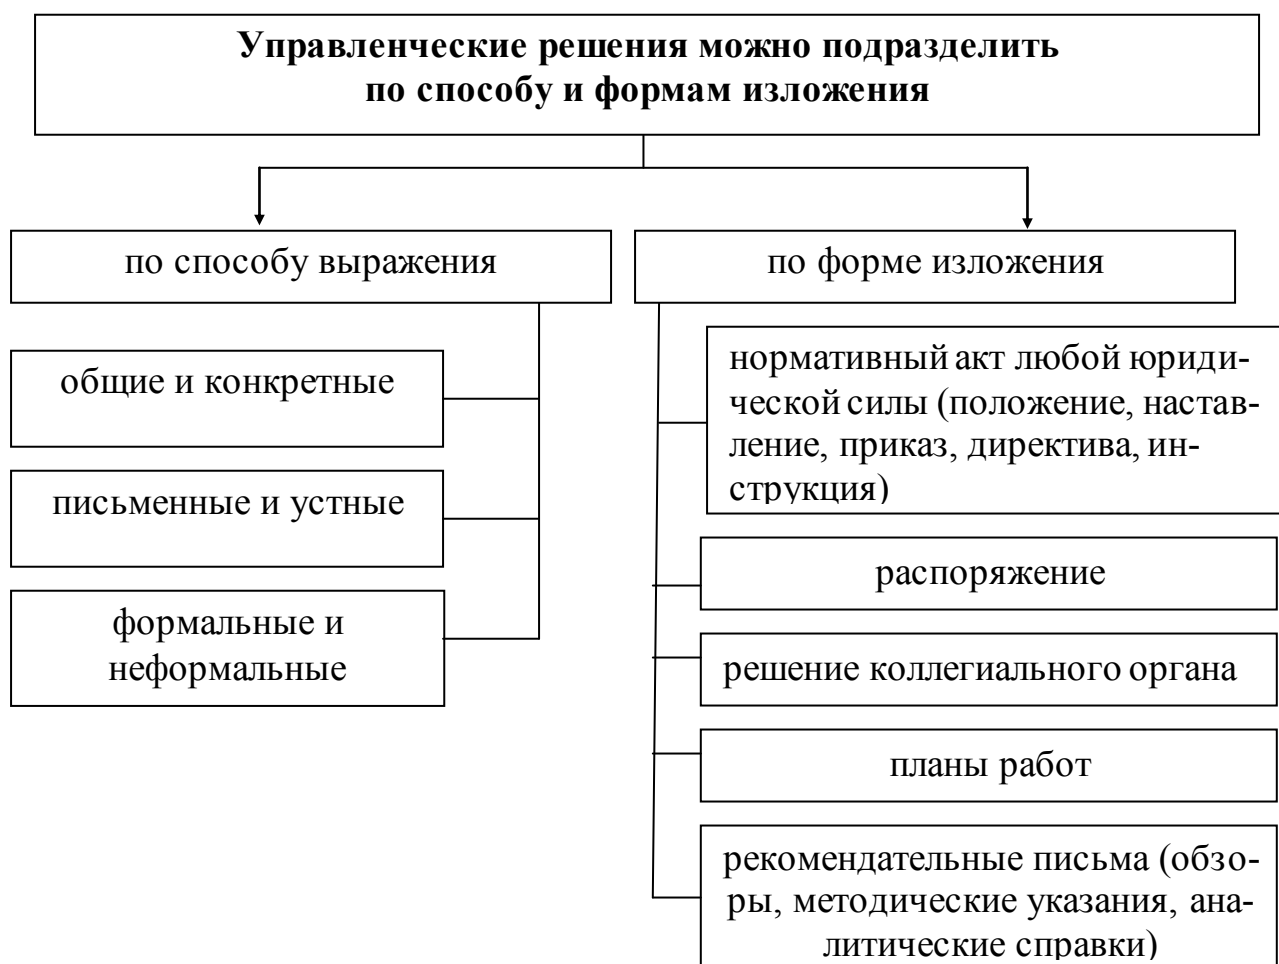 Управленческие решения можно подразделить
по способу и формам изложения
по способу выражения
по форме изложения
общие и конкретные
письменные и устные
формальные и
неформальные
нормативный акт любой юриди-
ческой силы (положение, настав-
ление, приказ, директива, ин-
струкция)
распоряжение
решение коллегиального органа
планы работ
рекомендательные письма (обзо-
ры, методические указания, ана-
литические справки)